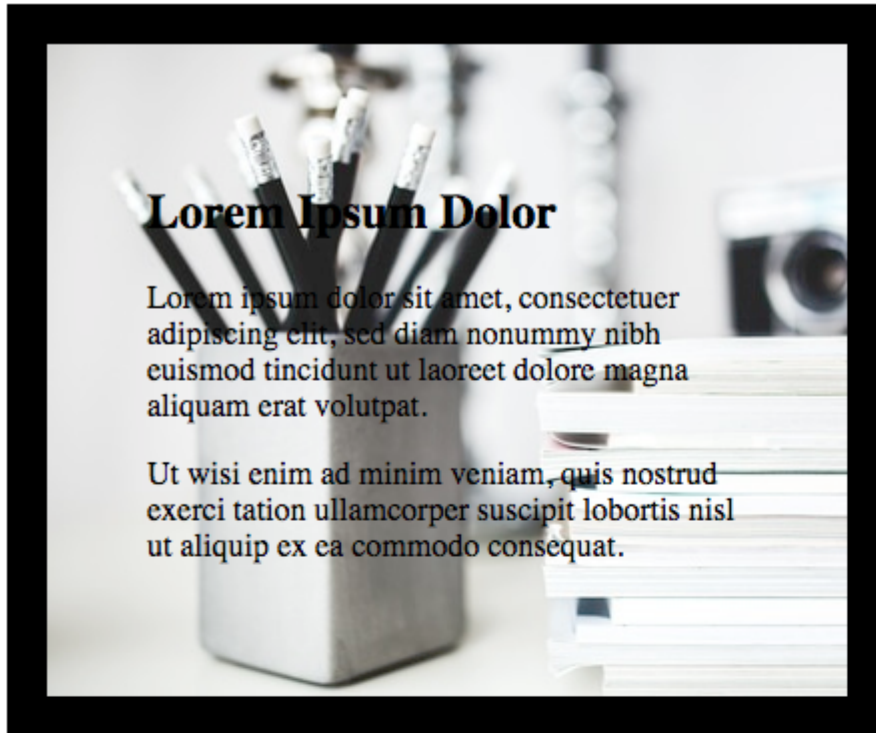 Lorem Ipsum Dolor
Lorem ipsum dolor sit amet, consectetuer
adipiscing elit, sed diam nonummy nibh
euismod tincidunt ut laoreet dolore magna
aliquam erat volutpat.
Ut wisi enim ad minim veniam, quis nostrud
exerci tation ullamcorper suscipit lobortis nisl
ut aliquip ex ea commodo consequat.